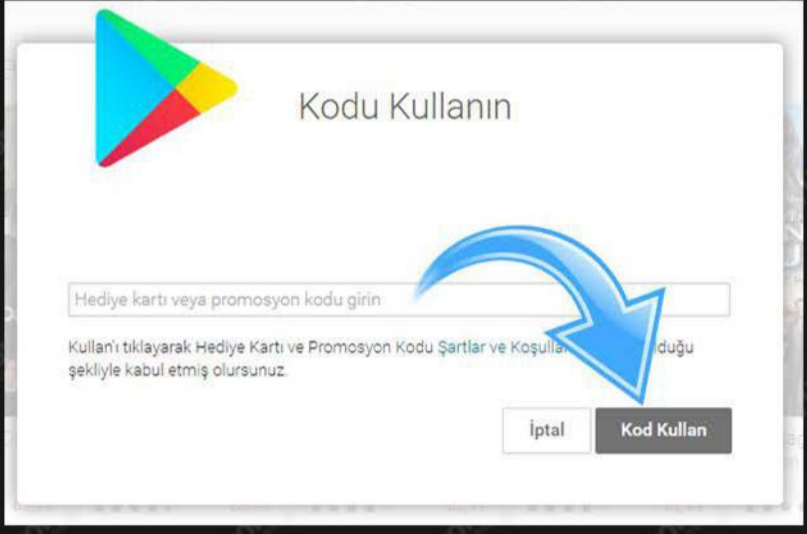 Kodu Kullanın
Hediye kartı veya promosyon kodu girin
Kullan'ı tıklayarak Hediye Kartı ve Promosyon Kodu Şartlar ve
şekliyle kabul etmiş olursunuz.
İptal
Kod Kullan